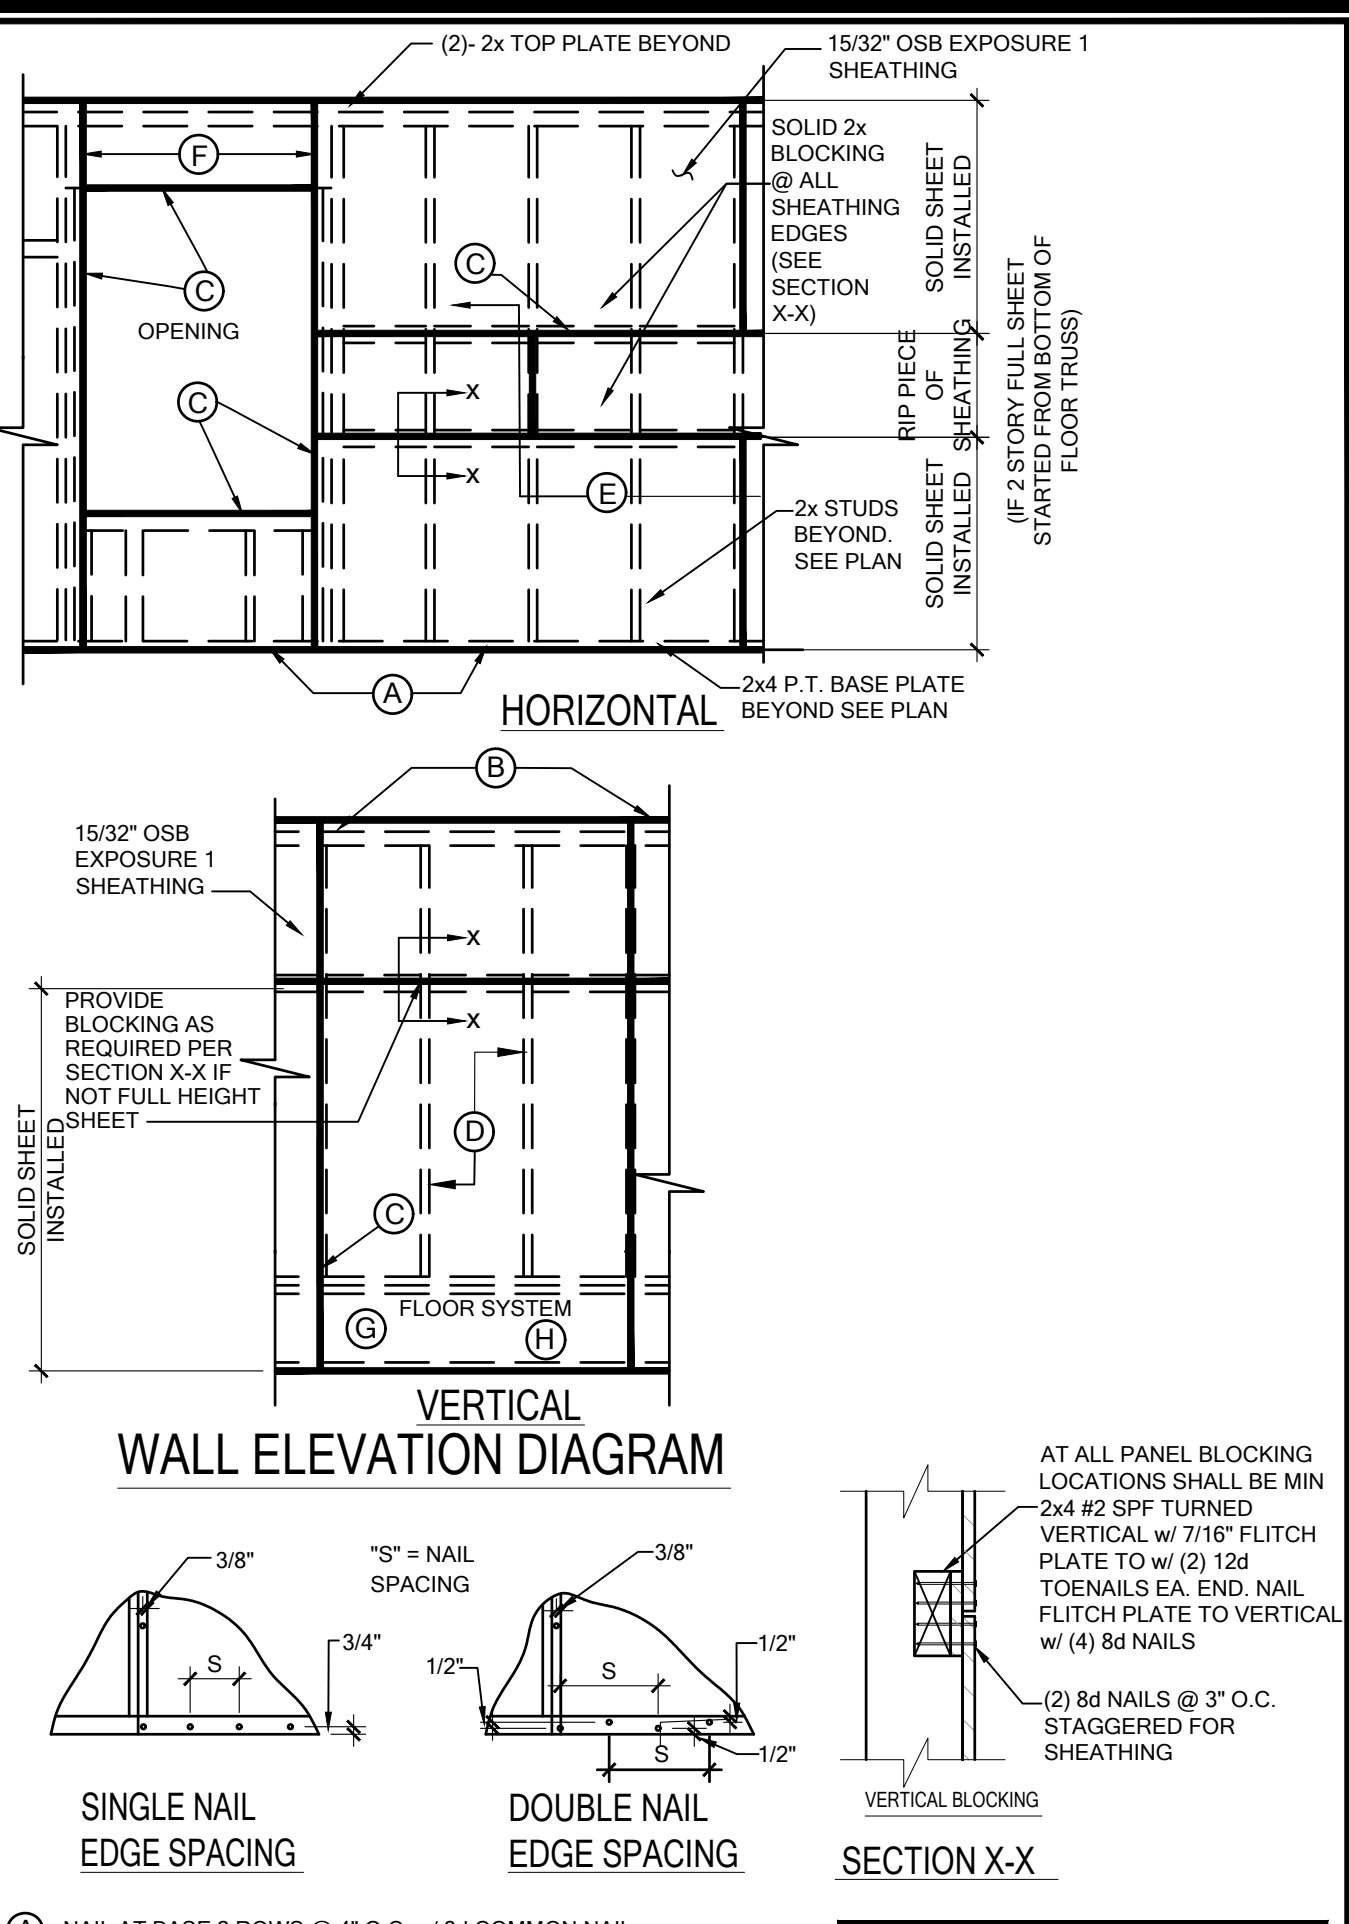 (2)- 2x TOP PLATE BEYOND
15/32" OSB EXPOSURE 1
SHEATHING
SOLID 2x
BLOCKING
@ ALL
SHEATHING
EDGES
(SEE
SECTION
X-X)
SOLID SHEET
INSTALLED
RIP PIECE
OF
SHEATHING
SOLID SHEET
INSTALLED
(IF 2 STORY FULL SHEET
STARTED FROM BOTTOM OF
FLOOR TRUSS)
F
C
OPENING
C
C
X
X
E
2x STUDS
BEYOND.
SEE PLAN
A
2x4 P.T. BASE PLATE
BEYOND SEE PLAN
HORIZONTAL
B
15/32" OSB
EXPOSURE 1
SHEATHING
X
X
PROVIDE
BLOCKING AS
REQUIRED PER
SECTION X-X IF
NOT FULL HEIGHT
SHEET
SOLID SHEET
INSTALLED
D
C
FLOOR SYSTEM
G
H
VERTICAL
WALL ELEVATION DIAGRAM
3/8"
"S" = NAIL
SPACING
3/4"
S
SINGLE NAIL
EDGE SPACING
3/8"
1/2"
1/2"
S
S
1/2"
DOUBLE NAIL
EDGE SPACING
AT ALL PANEL BLOCKING
LOCATIONS SHALL BE MIN
2x4 #2 SPF TURNED
VERTICAL w/ 7/16" FLITCH
PLATE TO w/ (2) 12d
TOENAILS EA. END. NAIL
FLITCH PLATE TO VERTICAL
w/ (4) 8d NAILS
(2) 8d NAILS @ 3" O.C.
STAGGERED FOR
SHEATHING
VERTICAL BLOCKING
SECTION X-X
A NAIL AT BASE